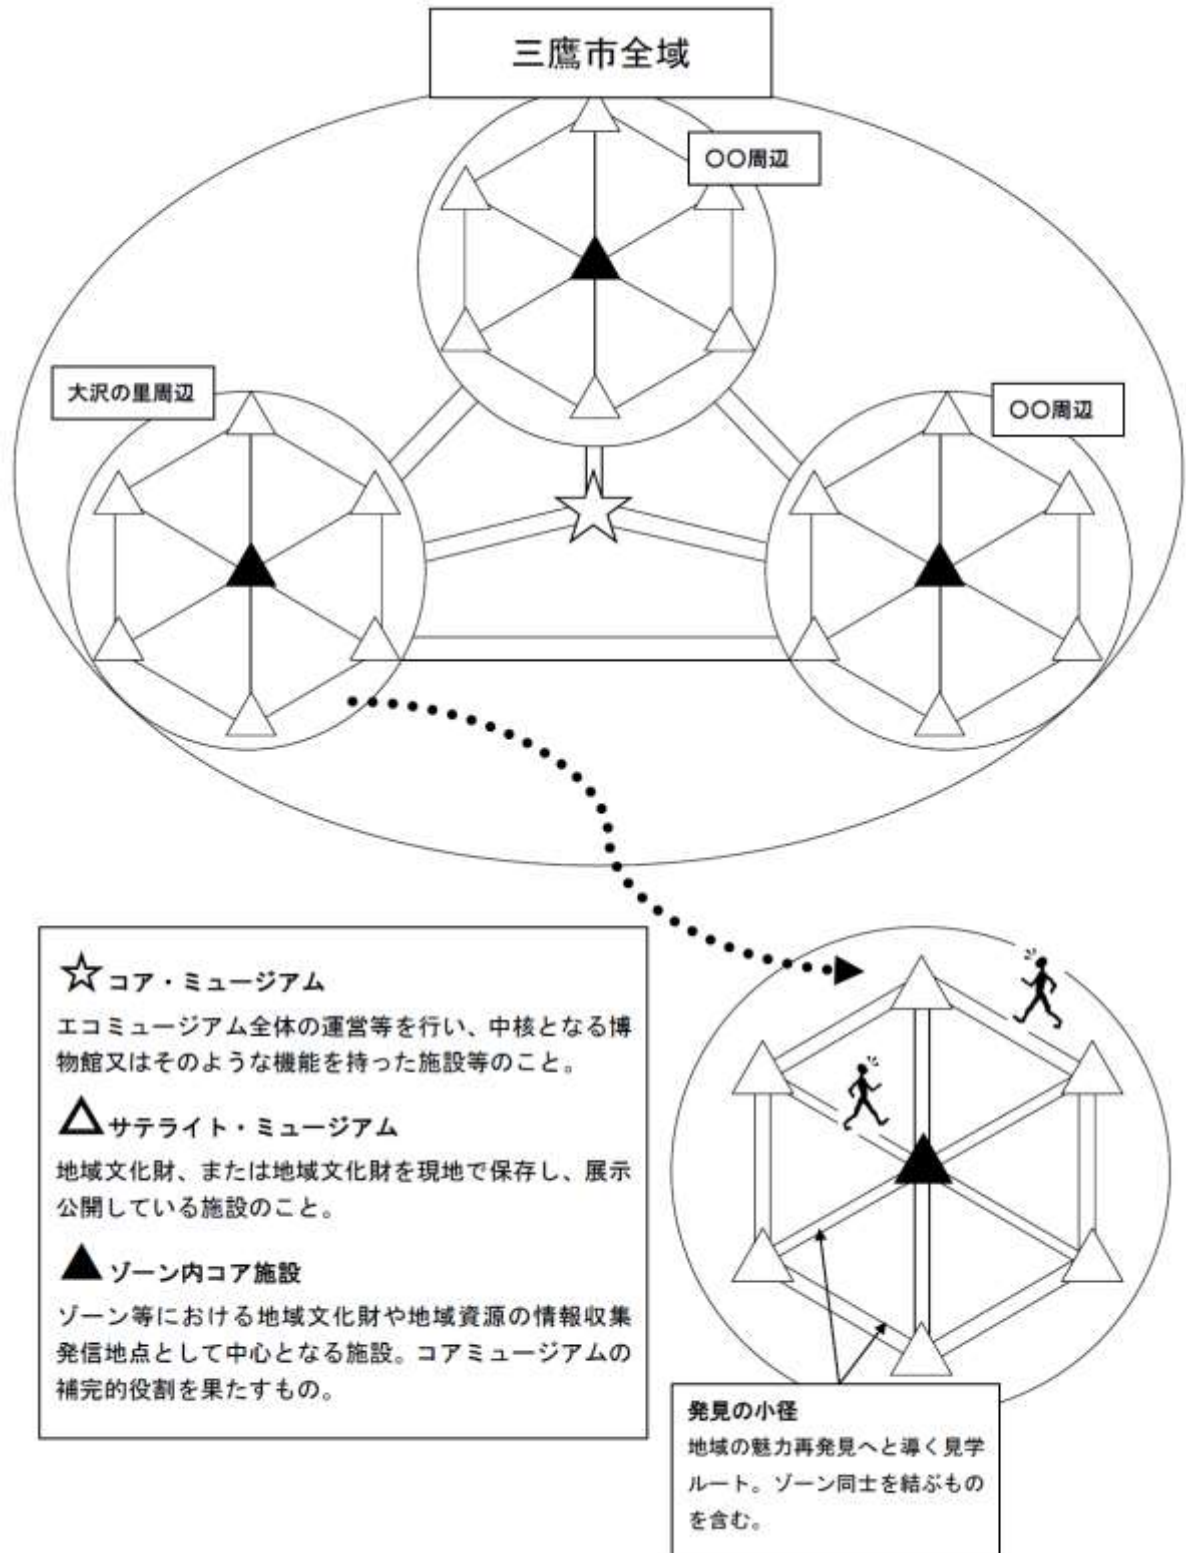 三鷹市全域
〇〇周辺
大沢の里周辺
〇〇周辺
コア・ミュージアム
エコミュージアム全体の運営等を行い、中核となる博
物館又はそのような機能を持った施設等のこと。
サテライト・ミュージアム
地域文化財、または地域文化財を現地で保存し、展示
公開している施設のこと。
ゾーン内コア施設
ゾーン等における地域文化財や地域資源の情報収集
発信地点として中心となる施設。コアミュージアムの
補完的役割を果たすもの。
発見の小径
地域の魅力再発見へと導く見学
ルート。ゾーン同士を結ぶもの
を含む。